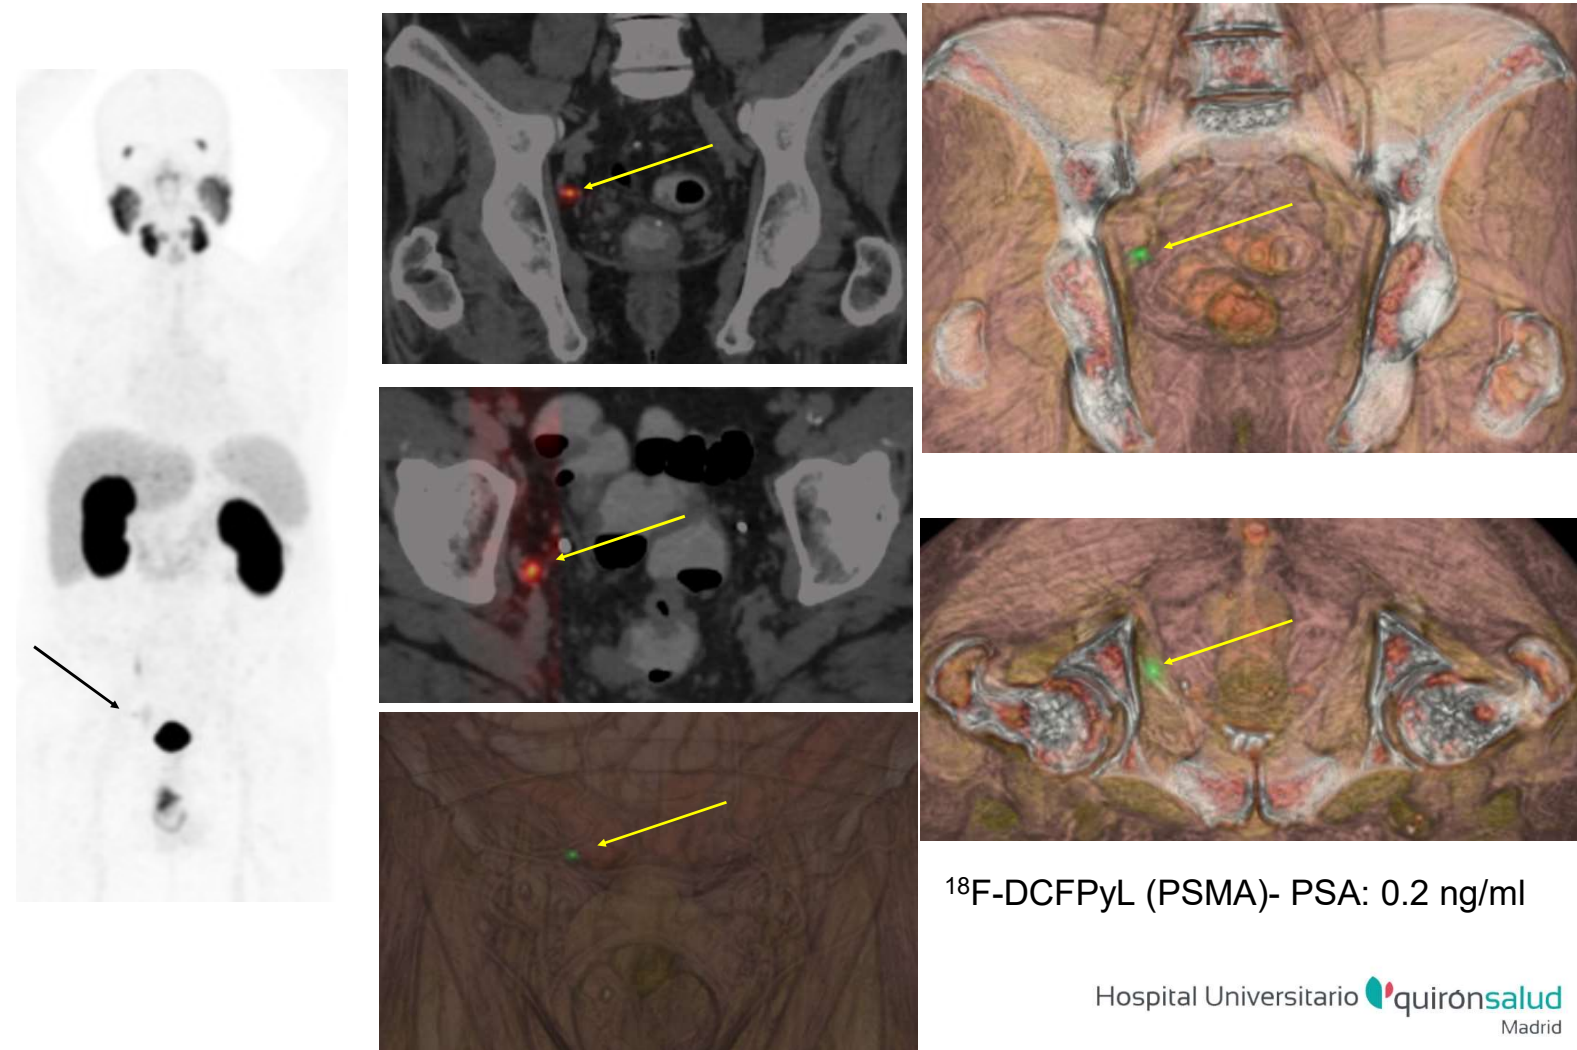 ¹⁸F-DCFPyL (PSMA)- PSA: 0.2 ng/ml
Hospital Universitario quirónsalud
Madrid